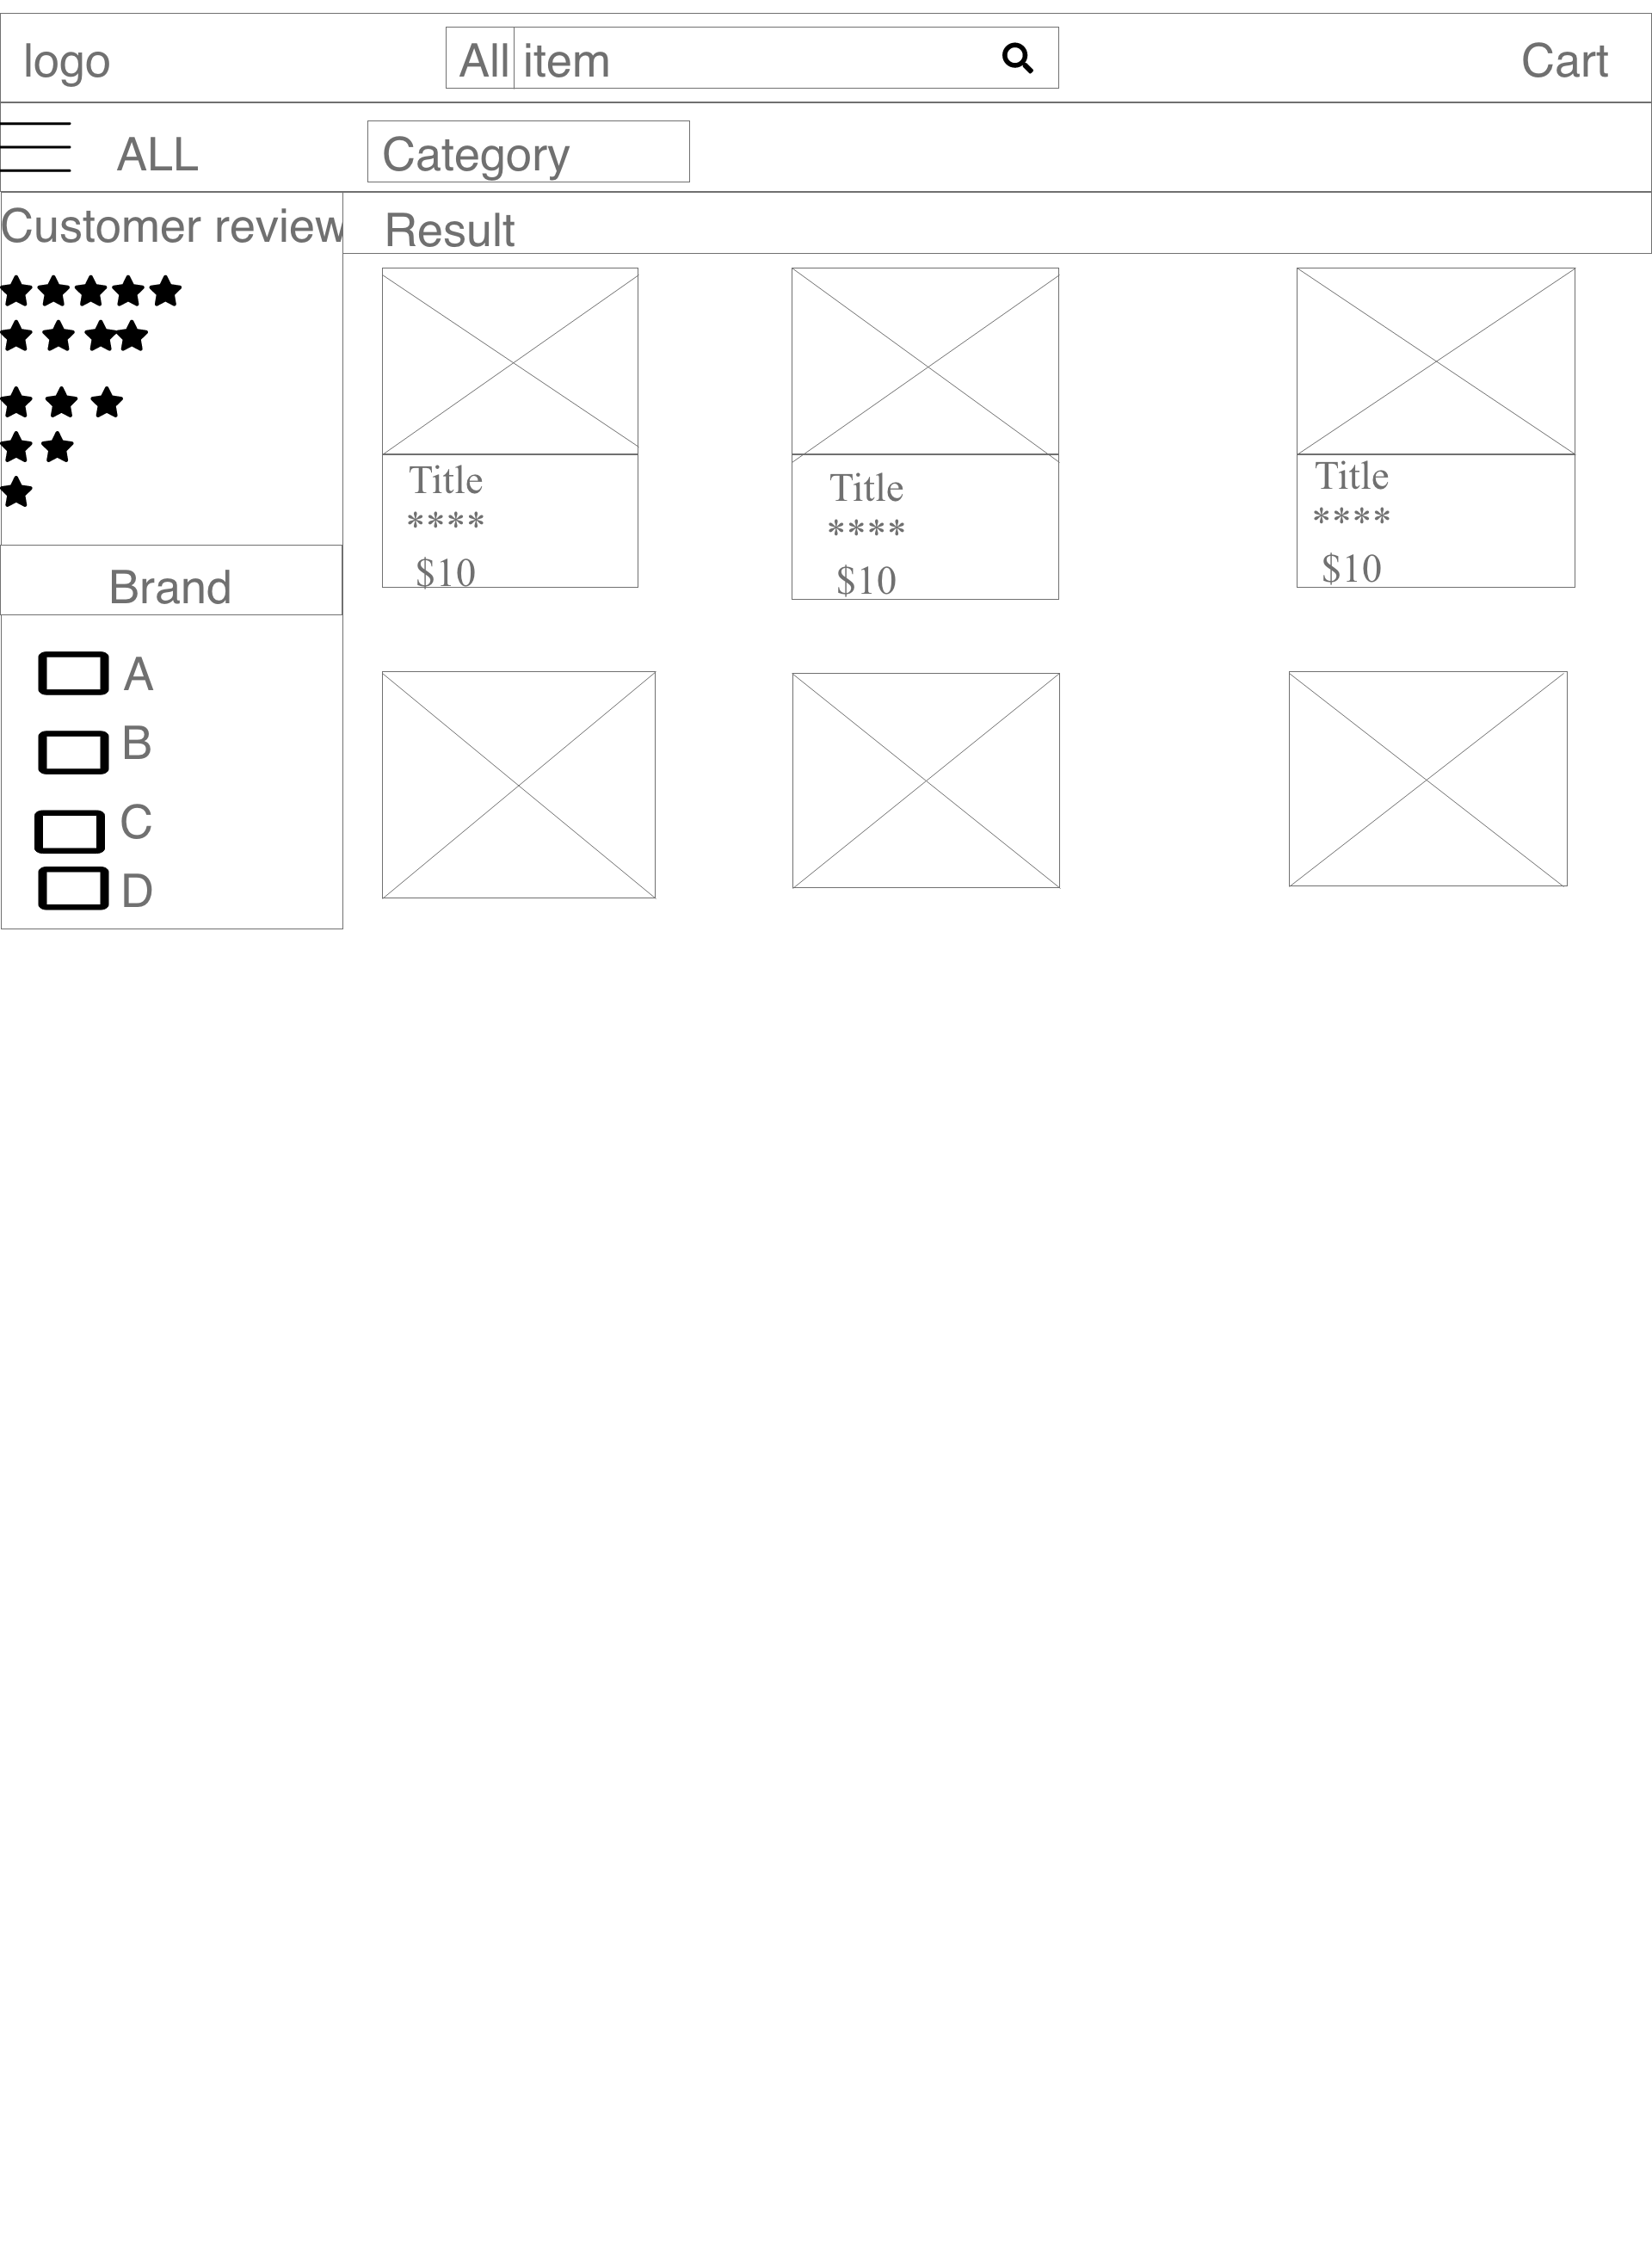 logo
All item
Cart
ALL
Category
Customer review
Result
Title
****
$10
Title
****
$10
Title
****
$10
Brand
A
B
C
D